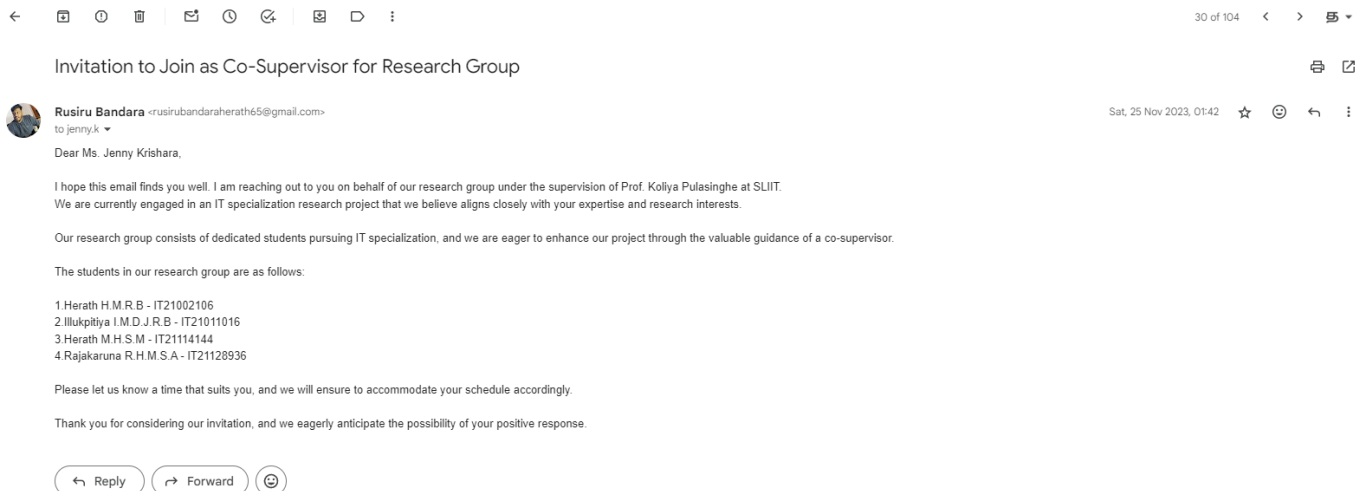 30 of 104
Invitation to Join as Co-Supervisor for Research Group
Rusiru Bandara <rusirubandaraherath65@gmail.com>
Sat, 25 Nov 2023, 01:42
to jenny.k
Dear Ms. Jenny Krishara,
I hope this email finds you well. I am reaching out to you on behalf of our research group under the supervision of Prof. Koliya Pulasinghe at SLIIT.
We are currently engaged in an IT specialization research project that we believe aligns closely with your expertise and research interests.
Our research group consists of dedicated students pursuing IT specialization, and we are eager to enhance our project through the valuable guidance of a co-supervisor.
The students in our research group are as follows:
1.Herath H.M.R.B - IT21002106
2.Illukpitiya I.M.D.J.R.B - IT21011016
3.Herath M.H.S.M - IT21114144
4.Rajakaruna R.H.M.S.A - IT21128936
Please let us know a time that suits you, and we will ensure to accommodate your schedule accordingly.
Thank you for considering our invitation, and we eagerly anticipate the possibility of your positive response.
Reply
Forward